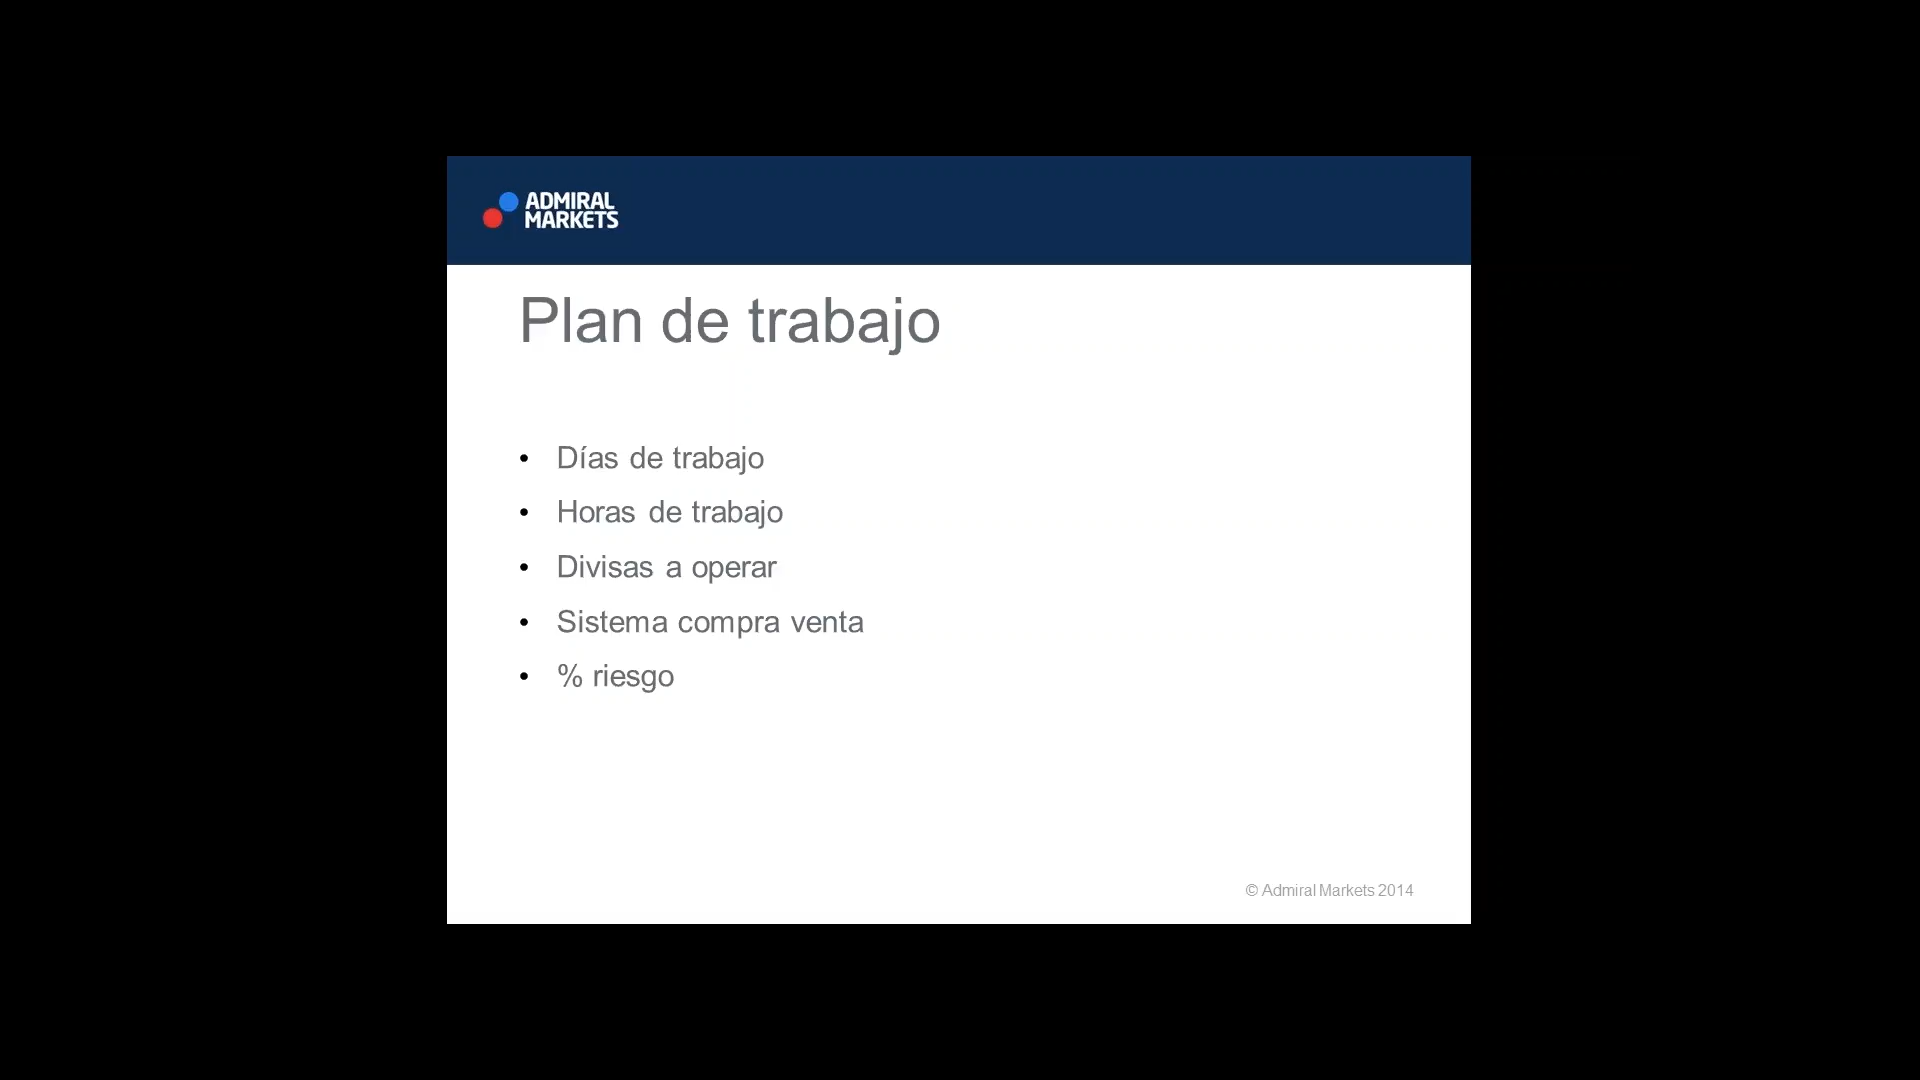 ADMIRAL
MARKETS
Plan de trabajo
• Días de trabajo
• Horas de trabajo
• Divisas a operar
• Sistema compra venta
• % riesgo
© Admiral Markets 2014